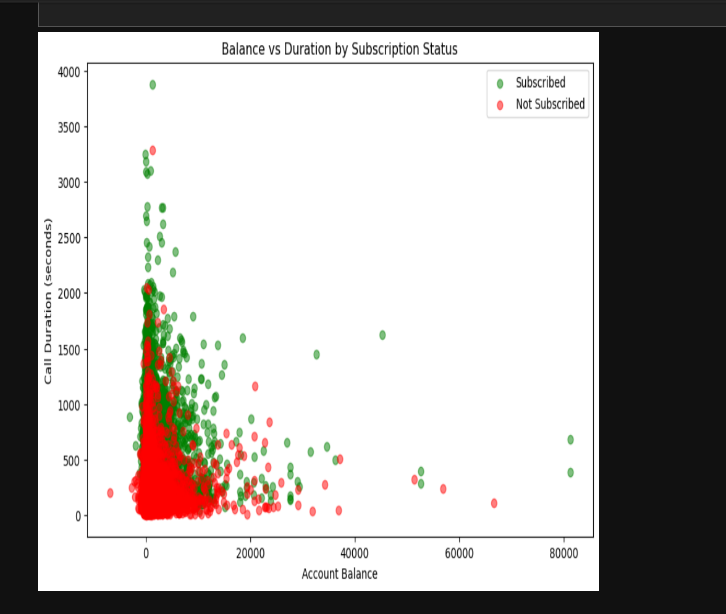 Balance vs Duration by Subscription Status
Subscribed
Not Subscribed
4000
3500
3000
2500
2000
1500
1000
500
0
Call Duration (seconds)
0 20000 40000 60000 80000
Account Balance